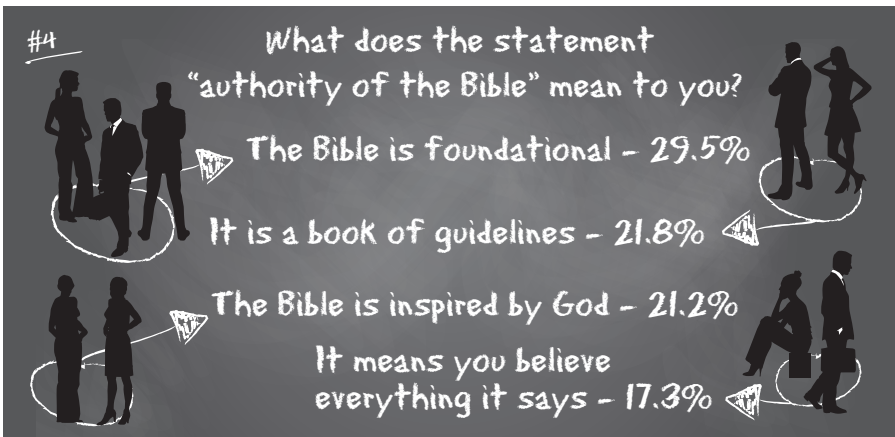 #4
What does the statement
“authority of the Bible” mean to you?
The Bible is foundational – 29.5%
It is a book of guidelines – 21.8%
The Bible is inspired by God – 21.2%
It means you believe
everything it says – 17.3%